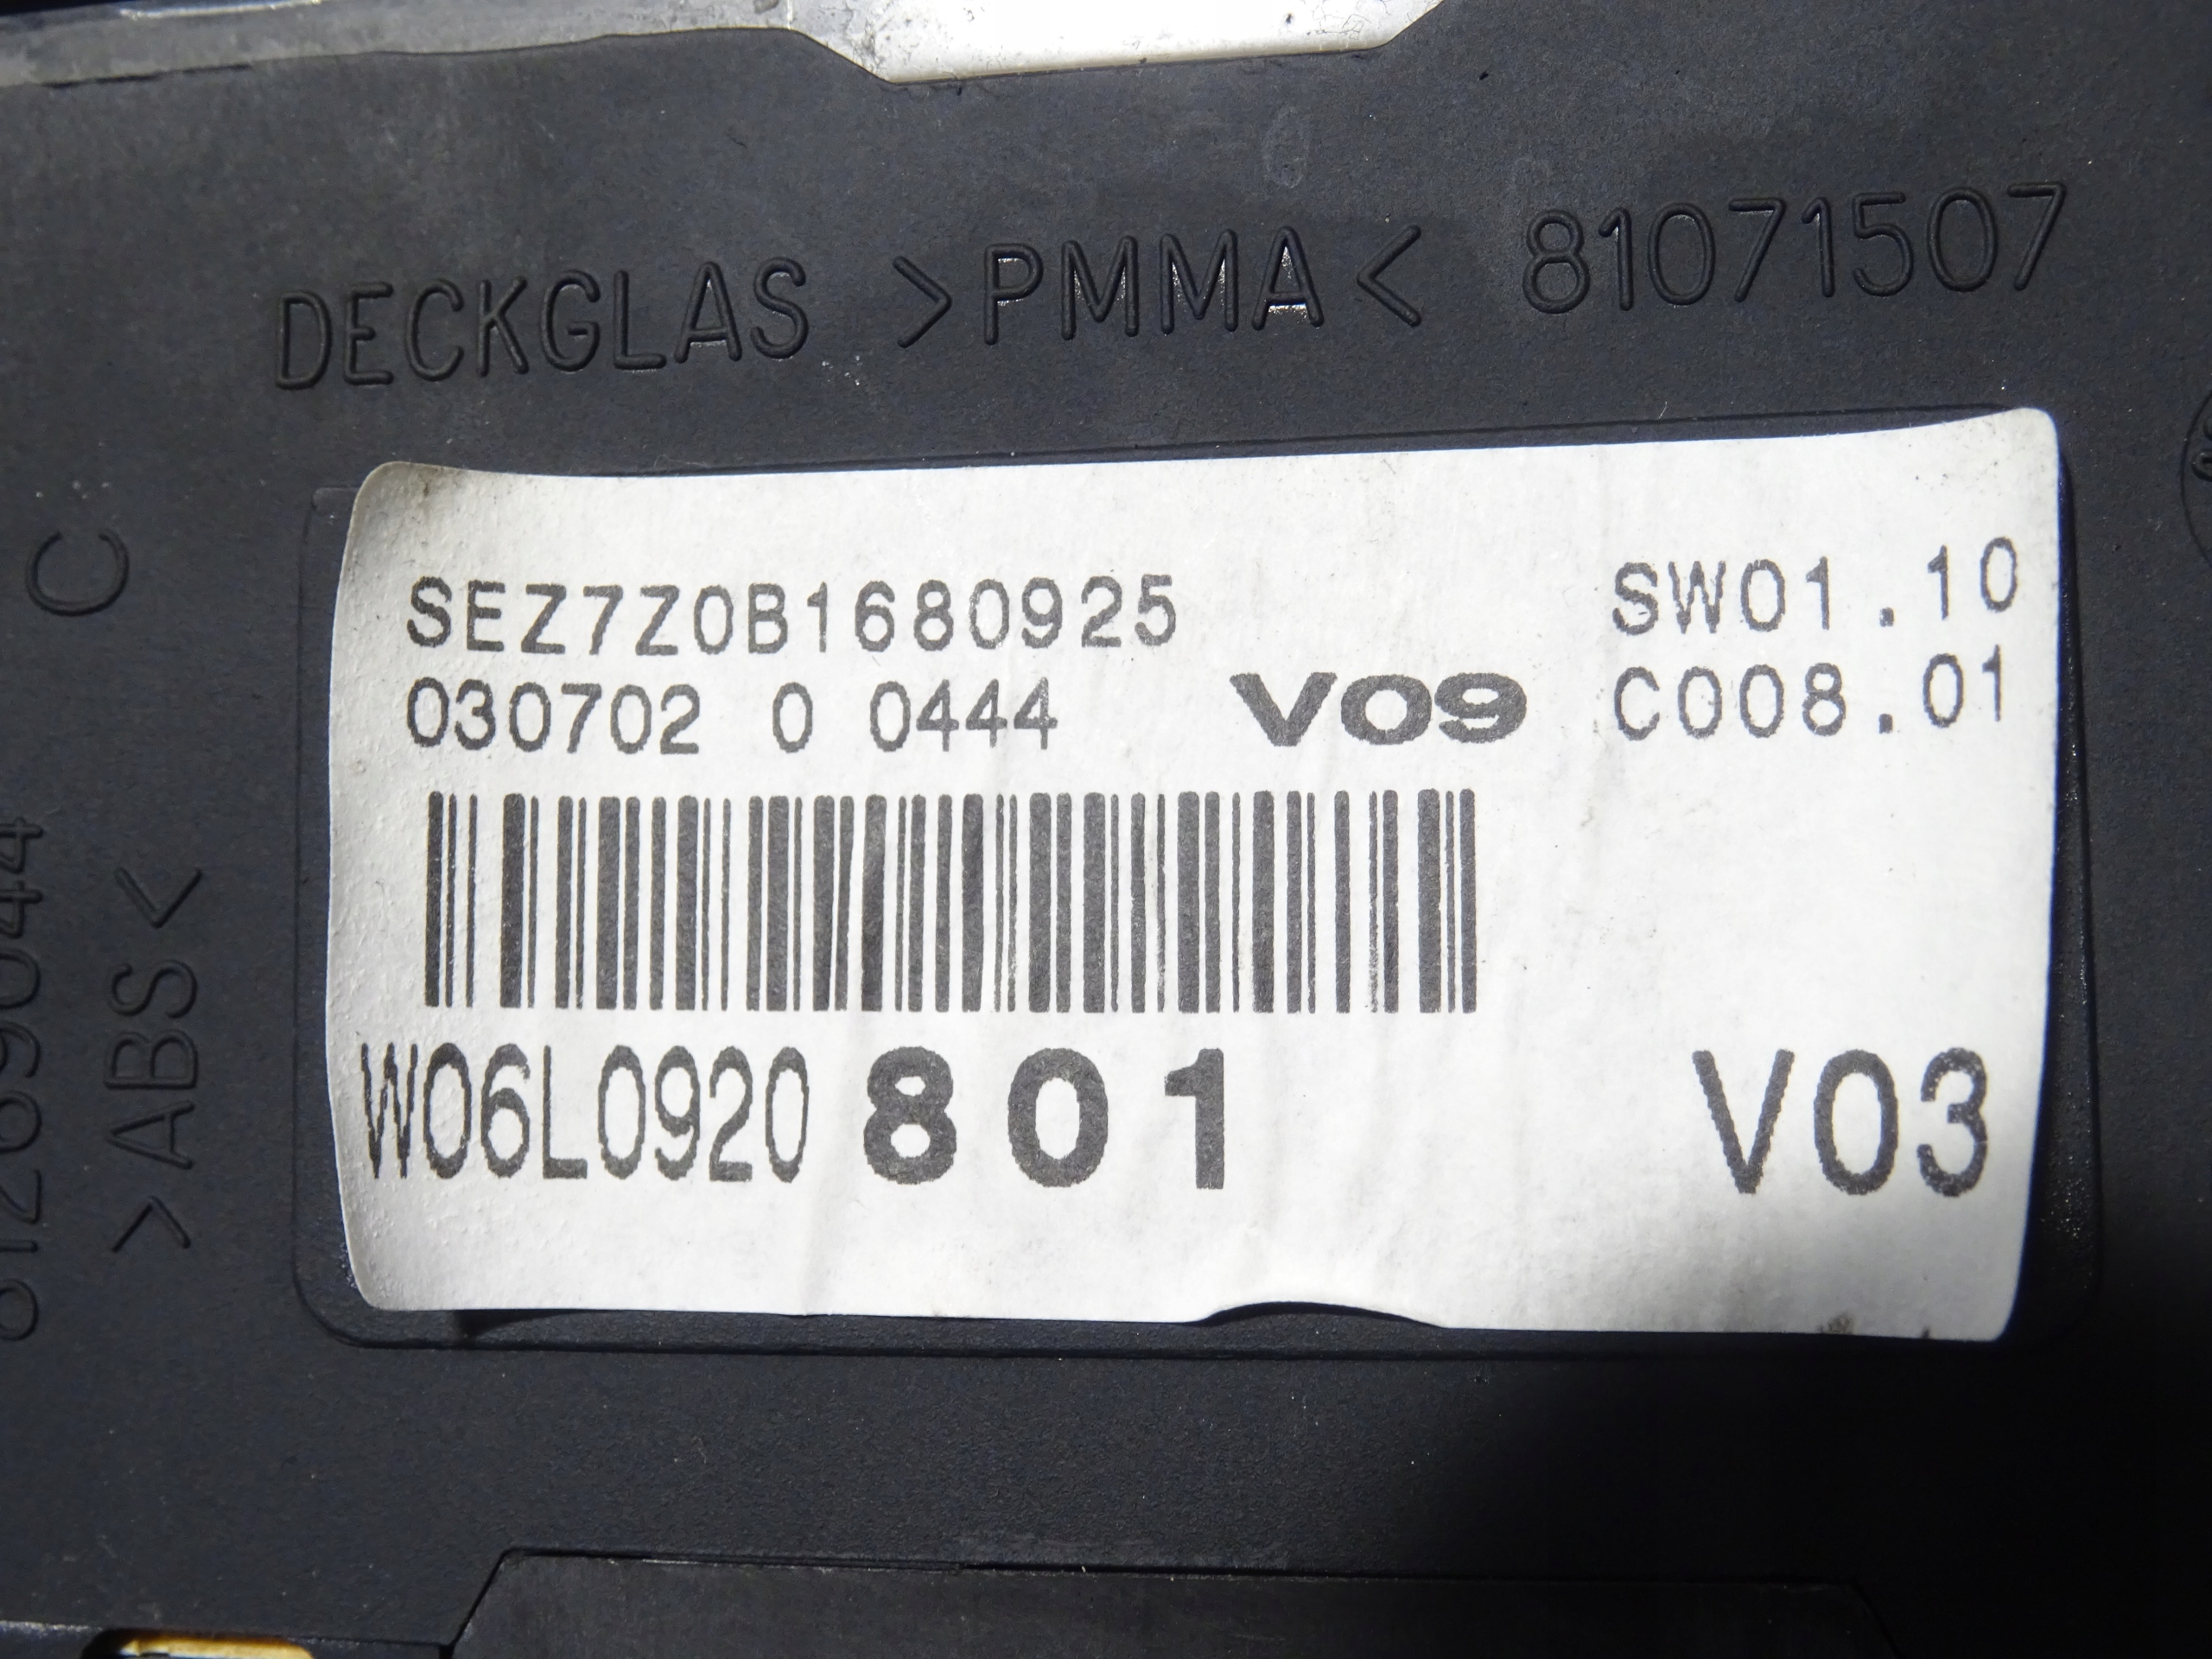 DECKGLAS >PMMA< 81071507
C
>ABS<
SEZ7Z0B1680925
SW01.10
030702 0 0444 V09 C008.01
W06L0920 801 V03